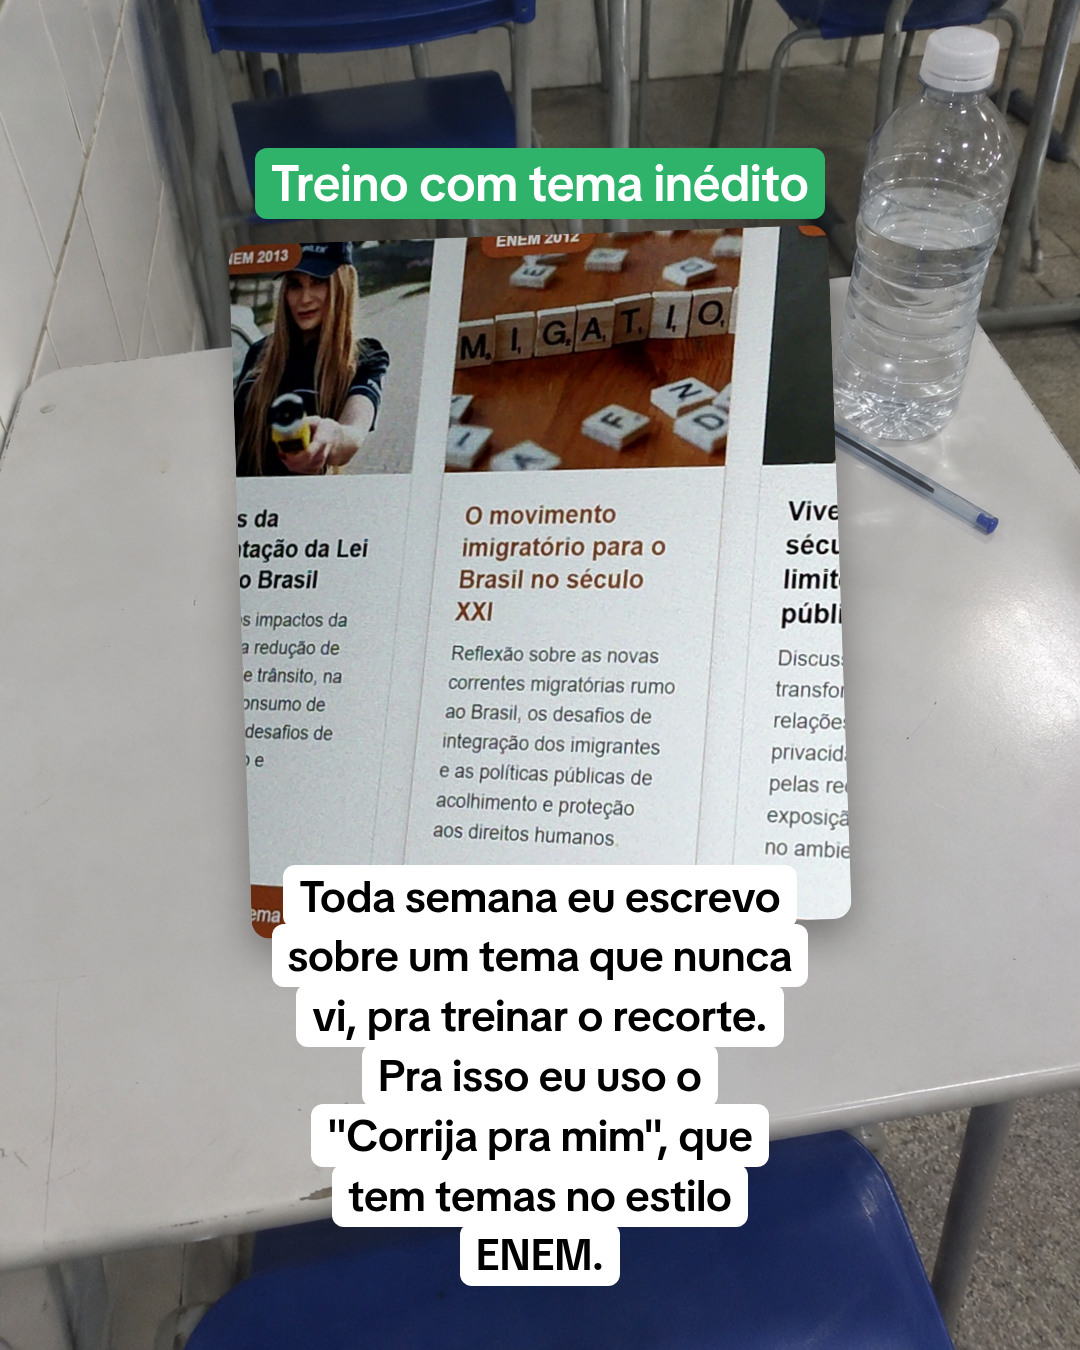 Treino com tema inédito
IEM 2013
ENEM 2012
M I G A T I O
E
D
I
A
F
N
D
s da
tação da Lei
o Brasil
s impactos da
a redução de
e trânsito, na
onsumo de
desafios de
o e
O movimento
imigratório para o
Brasil no século
XXI
Reflexão sobre as novas
correntes migratórias rumo
ao Brasil, os desafios de
integração dos imigrantes
e as políticas públicas de
acolhimento e proteção
aos direitos humanos.
Vive
sécu
limit
públi
Discus
transfor
relações
privacid
pelas re
exposiçã
no ambie
ema
Toda semana eu escrevo
sobre um tema que nunca
vi, pra treinar o recorte.
Pra isso eu uso o
"Corrija pra mim", que
tem temas no estilo
ENEM.